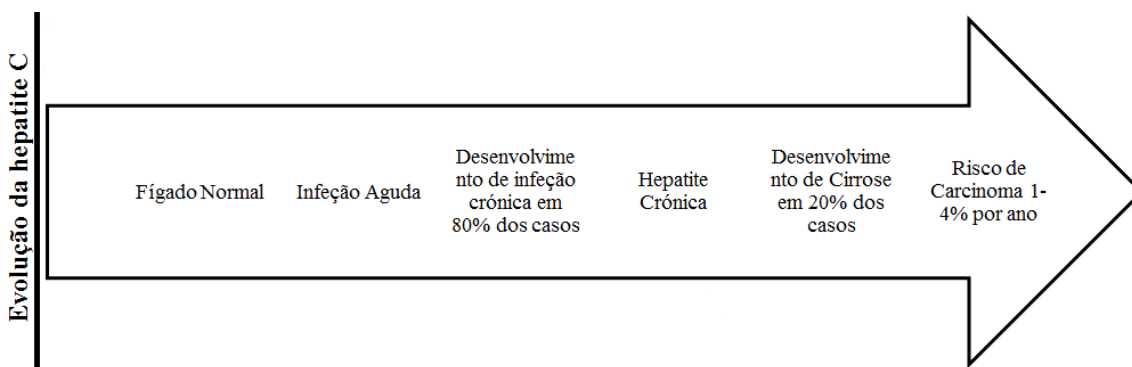 Evolução da hepatite C
Fígado Normal
Infeção Aguda
Desenvolvime
nto de infeção
crónica em
80% dos casos
Hepatite
Crónica
Desenvolvime
nto de Cirrose
em 20% dos
casos
Risco de
Carcinoma 1-
4% por ano